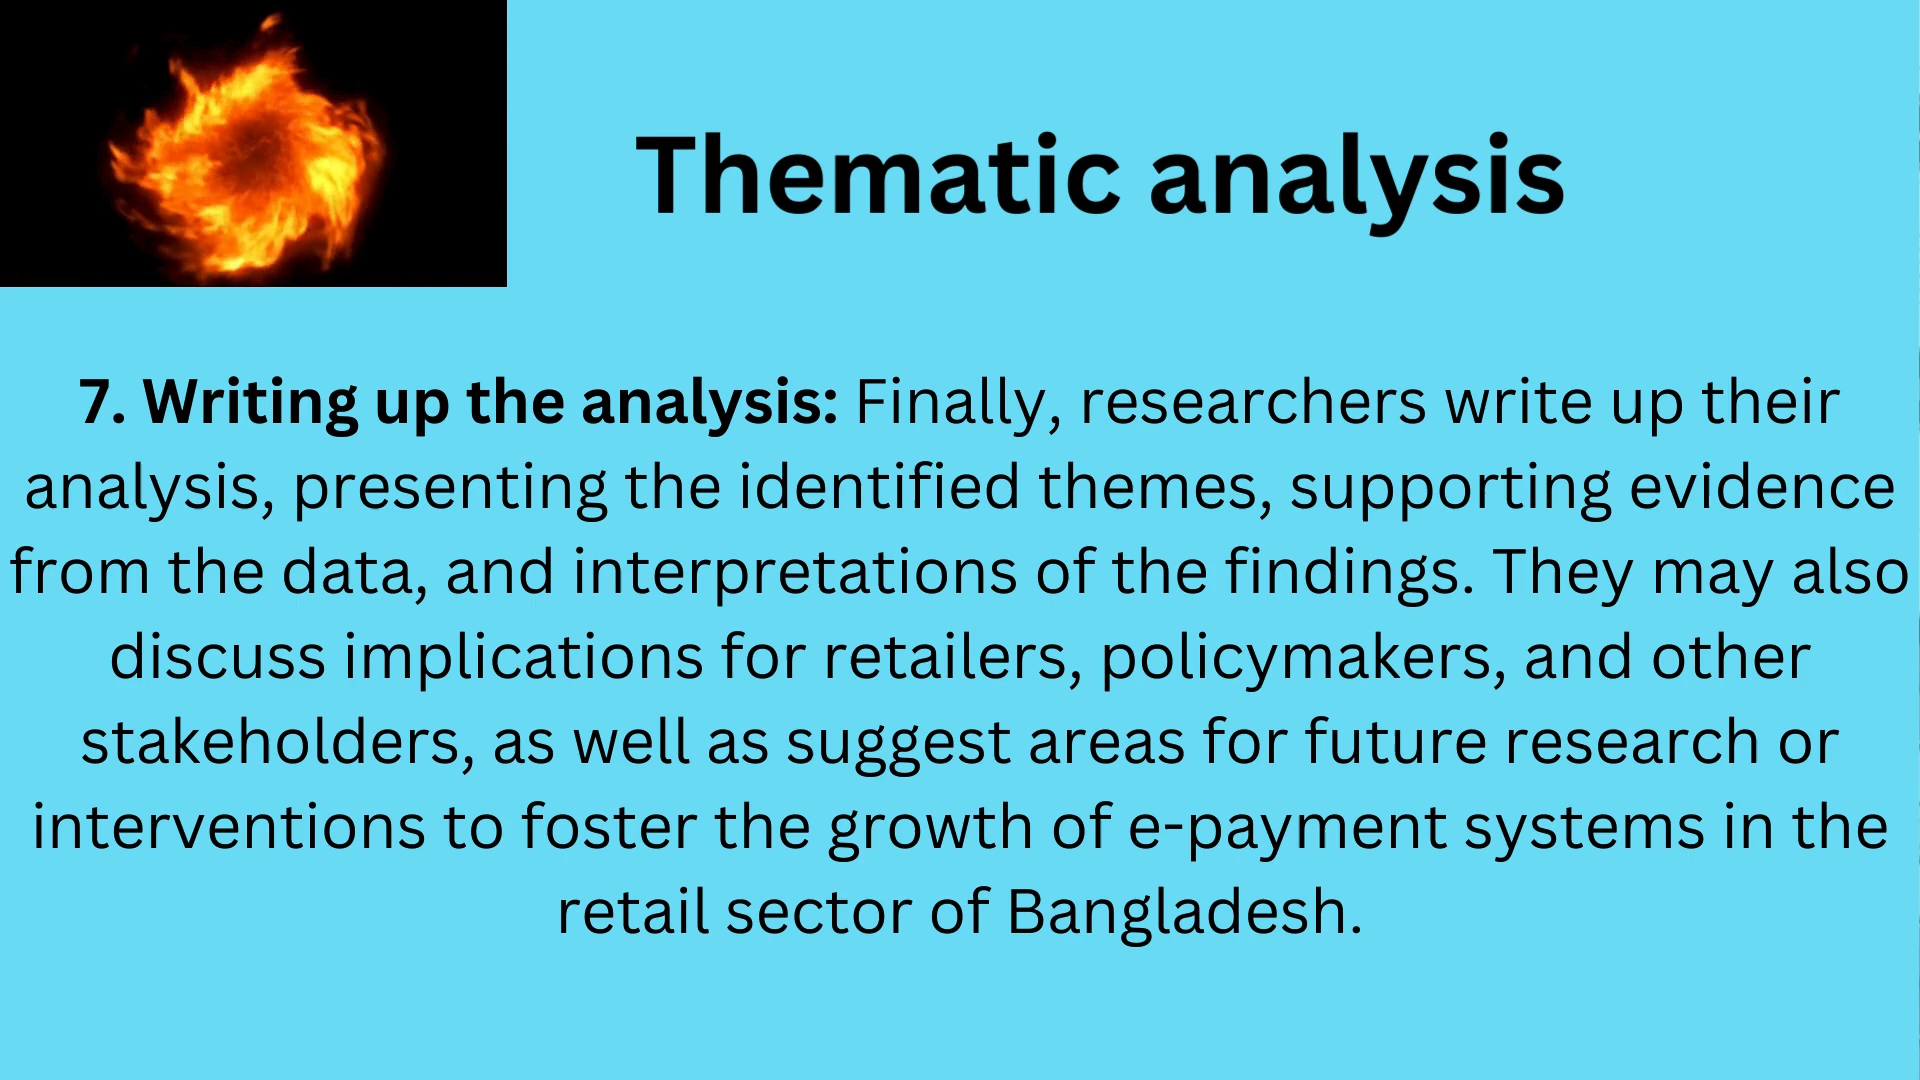 Thematic analysis
7. Writing up the analysis: Finally, researchers write up their
analysis, presenting the identified themes, supporting evidence
from the data, and interpretations of the findings. They may also
discuss implications for retailers, policymakers, and other
stakeholders, as well as suggest areas for future research or
interventions to foster the growth of e-payment systems in the
retail sector of Bangladesh.